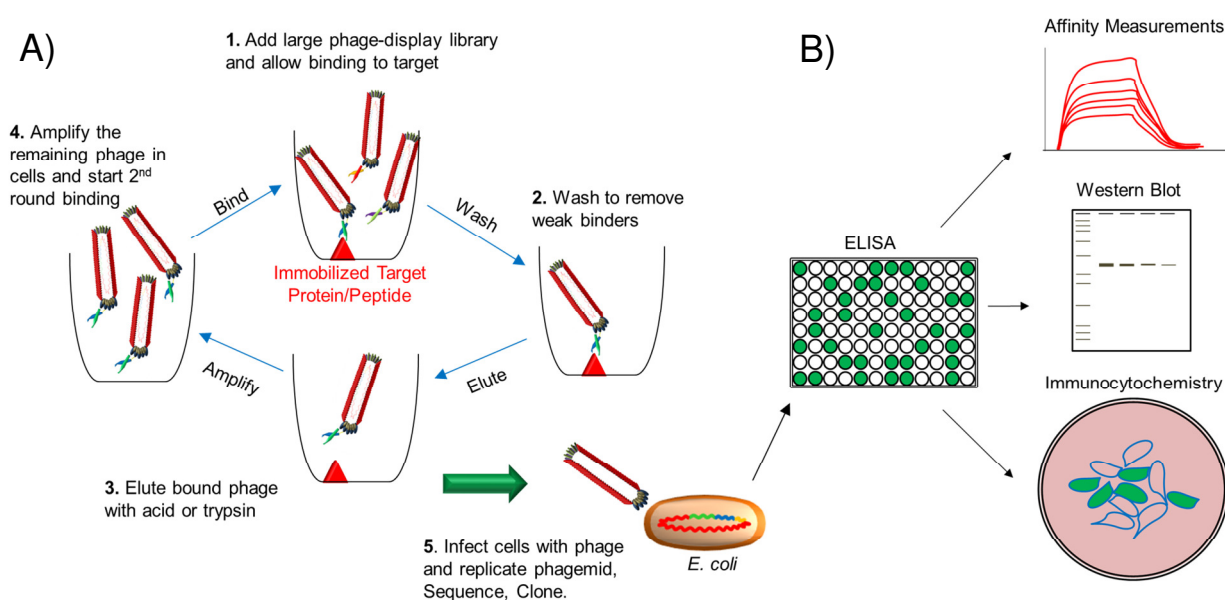 A)
1. Add large phage-display library
and allow binding to target
4. Amplify the
remaining phage in
cells and start 2nd
round binding
Bind
Wash
2. Wash to remove
weak binders
Immobilized Target
Protein/Peptide
Amplify
Elute
3. Elute bound phage
with acid or trypsin
5. Infect cells with phage
and replicate phagemid,
Sequence, Clone.
E. coli
B)
ELISA
Affinity Measurements
Western Blot
Immunocytochemistry